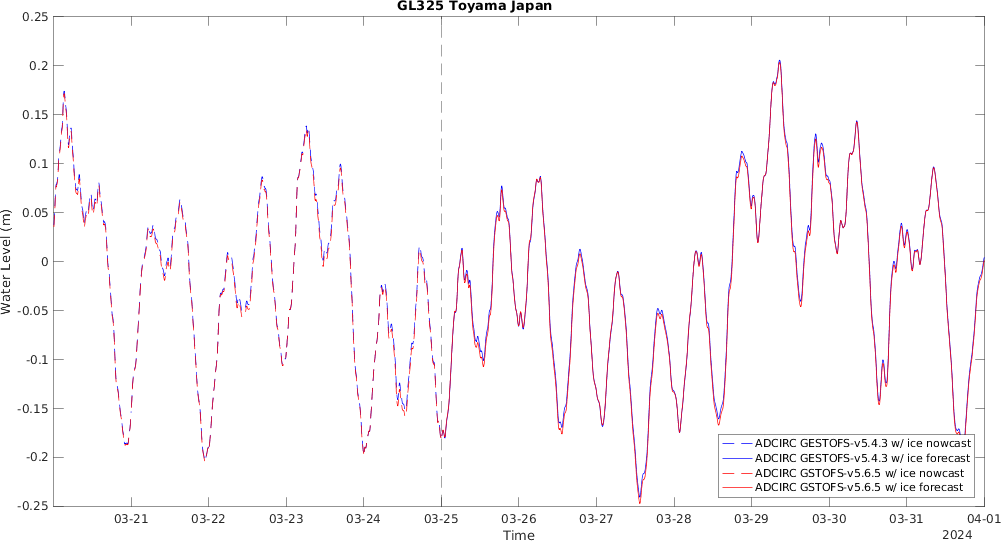 GL325 Toyama Japan
0.25
0.2
0.15
0.1
0.05
0
-0.05
-0.1
-0.15
-0.2
-0.25
Water Level (m)
ADCIRC GESTOFS-v5.4.3 w/ ice nowcast
ADCIRC GESTOFS-v5.4.3 w/ ice forecast
ADCIRC GSTOFS-v5.6.5 w/ ice nowcast
ADCIRC GSTOFS-v5.6.5 w/ ice forecast
03-21 03-22 03-23 03-24 03-25 03-26 03-27 03-28 03-29 03-30 03-31 04-01
Time
2024